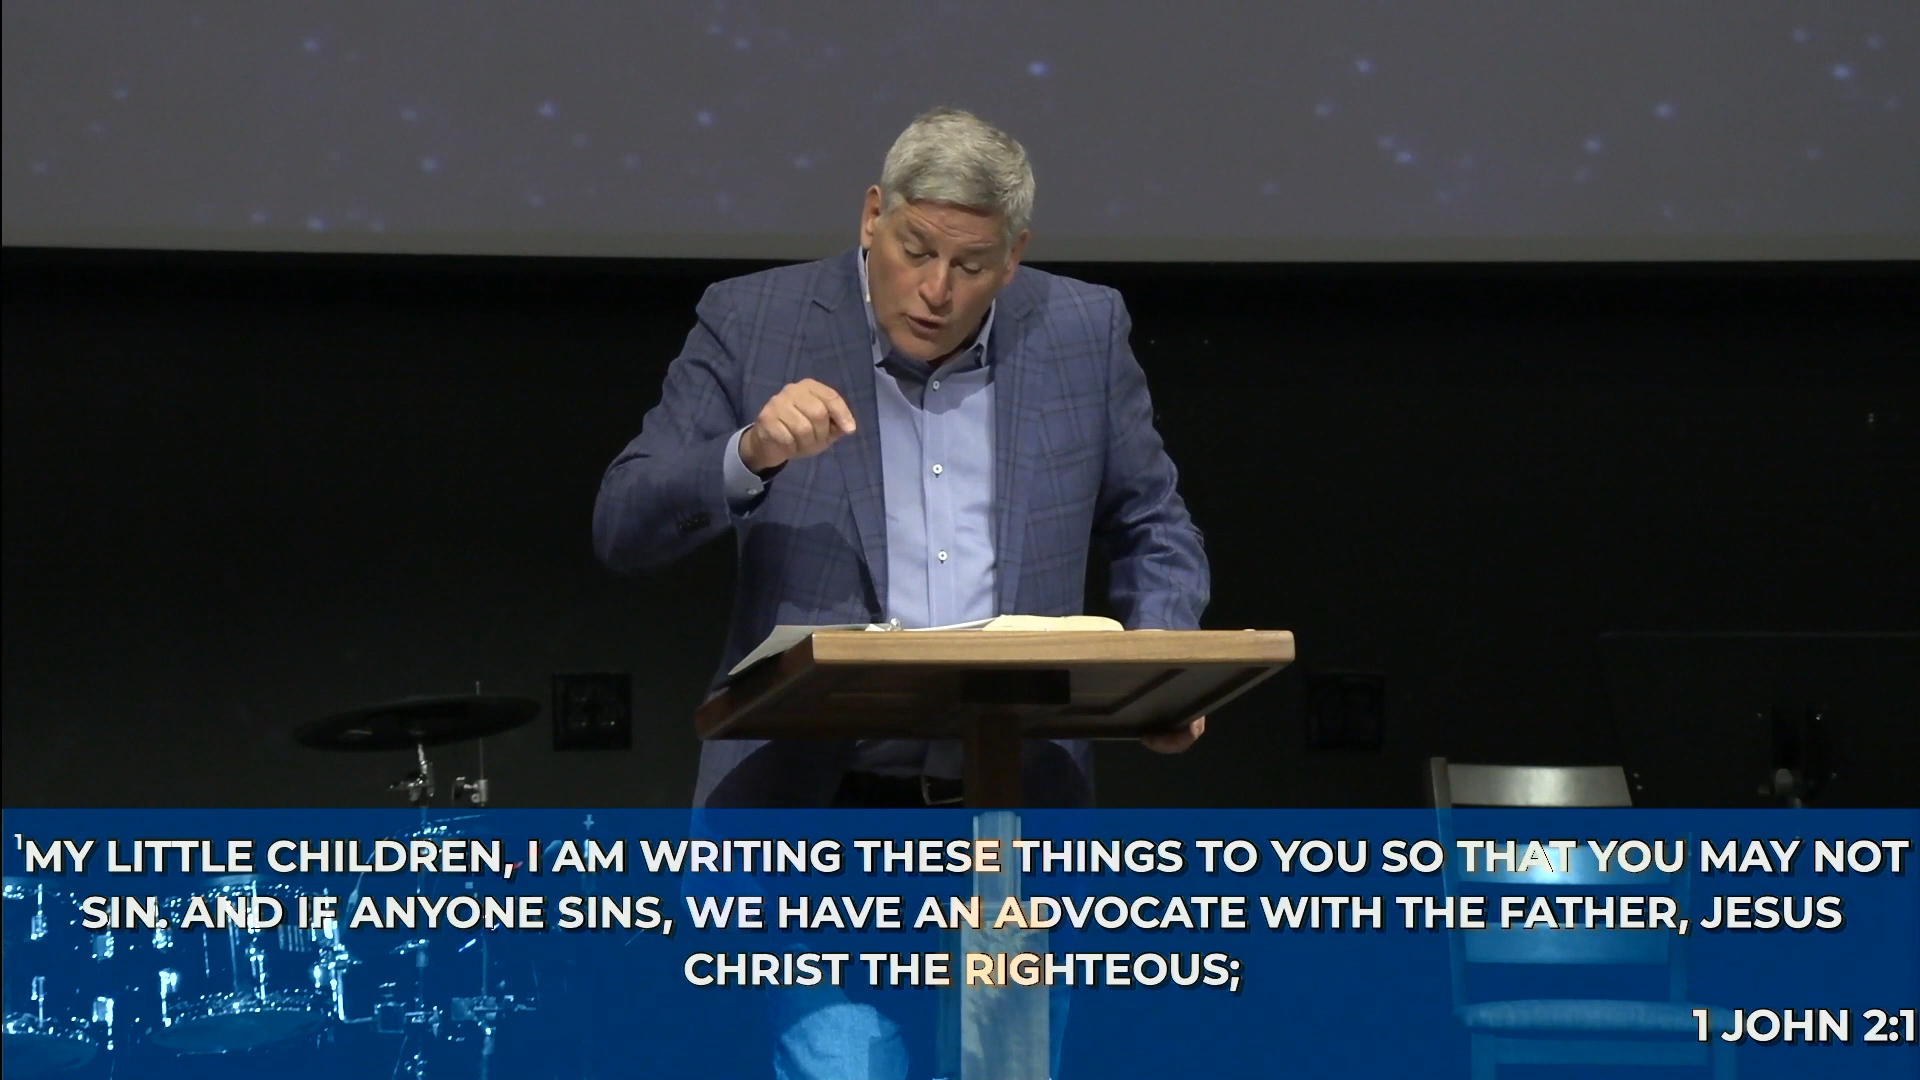 ¹MY LITTLE CHILDREN, I AM WRITING THESE THINGS TO YOU SO THAT YOU MAY NOT
SIN. AND IF ANYONE SINS, WE HAVE AN ADVOCATE WITH THE FATHER, JESUS
CHRIST THE RIGHTEOUS;
1 JOHN 2:1